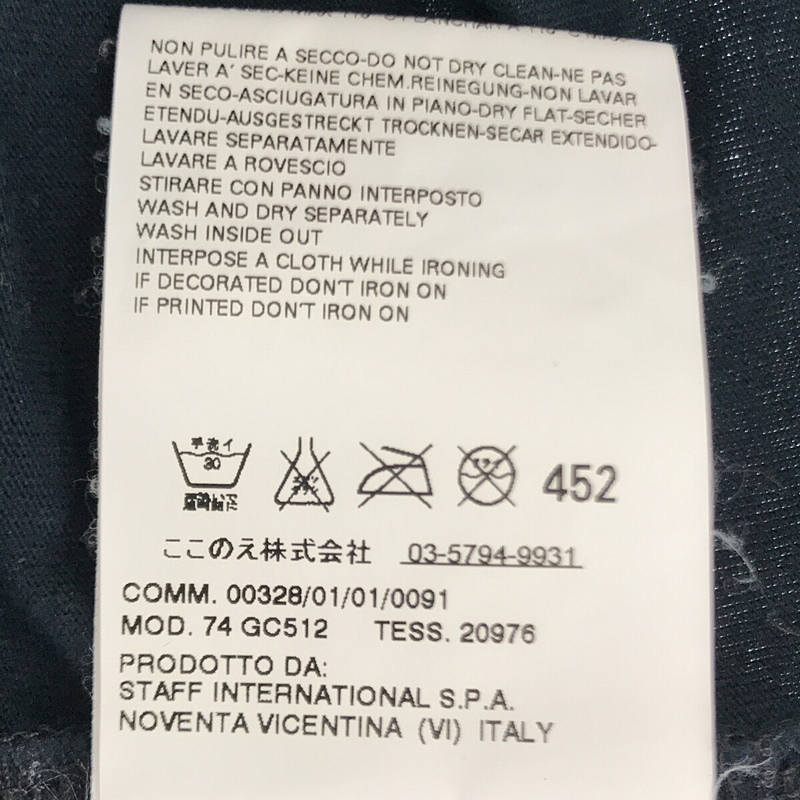 110°C
NON PULIRE A SECCO-DO NOT DRY CLEAN-NE PAS
LAVER A' SEC-KEINE CHEM.REINEGUNG-NON LAVAR
EN SECO-ASCIUGATURA IN PIANO-DRY FLAT-SECHER
ETENDU-AUSGESTRECKT TROCKNEN-SECAR EXTENDIDO-
LAVARE SEPARATAMENTE
LAVARE A ROVESCIO
STIRARE CON PANNO INTERPOSTO
WASH AND DRY SEPARATELY
WASH INSIDE OUT
INTERPOSE A CLOTH WHILE IRONING
IF DECORATED DON'T IRON ON
IF PRINTED DON'T IRON ON
手洗イ
30
452
ここのえ株式会社 03-5794-9931
COMM. 00328/01/01/0091
MOD. 74 GC512 TESS. 20976
PRODOTTO DA:
STAFF INTERNATIONAL S.P.A.
NOVENTA VICENTINA (VI) ITALY